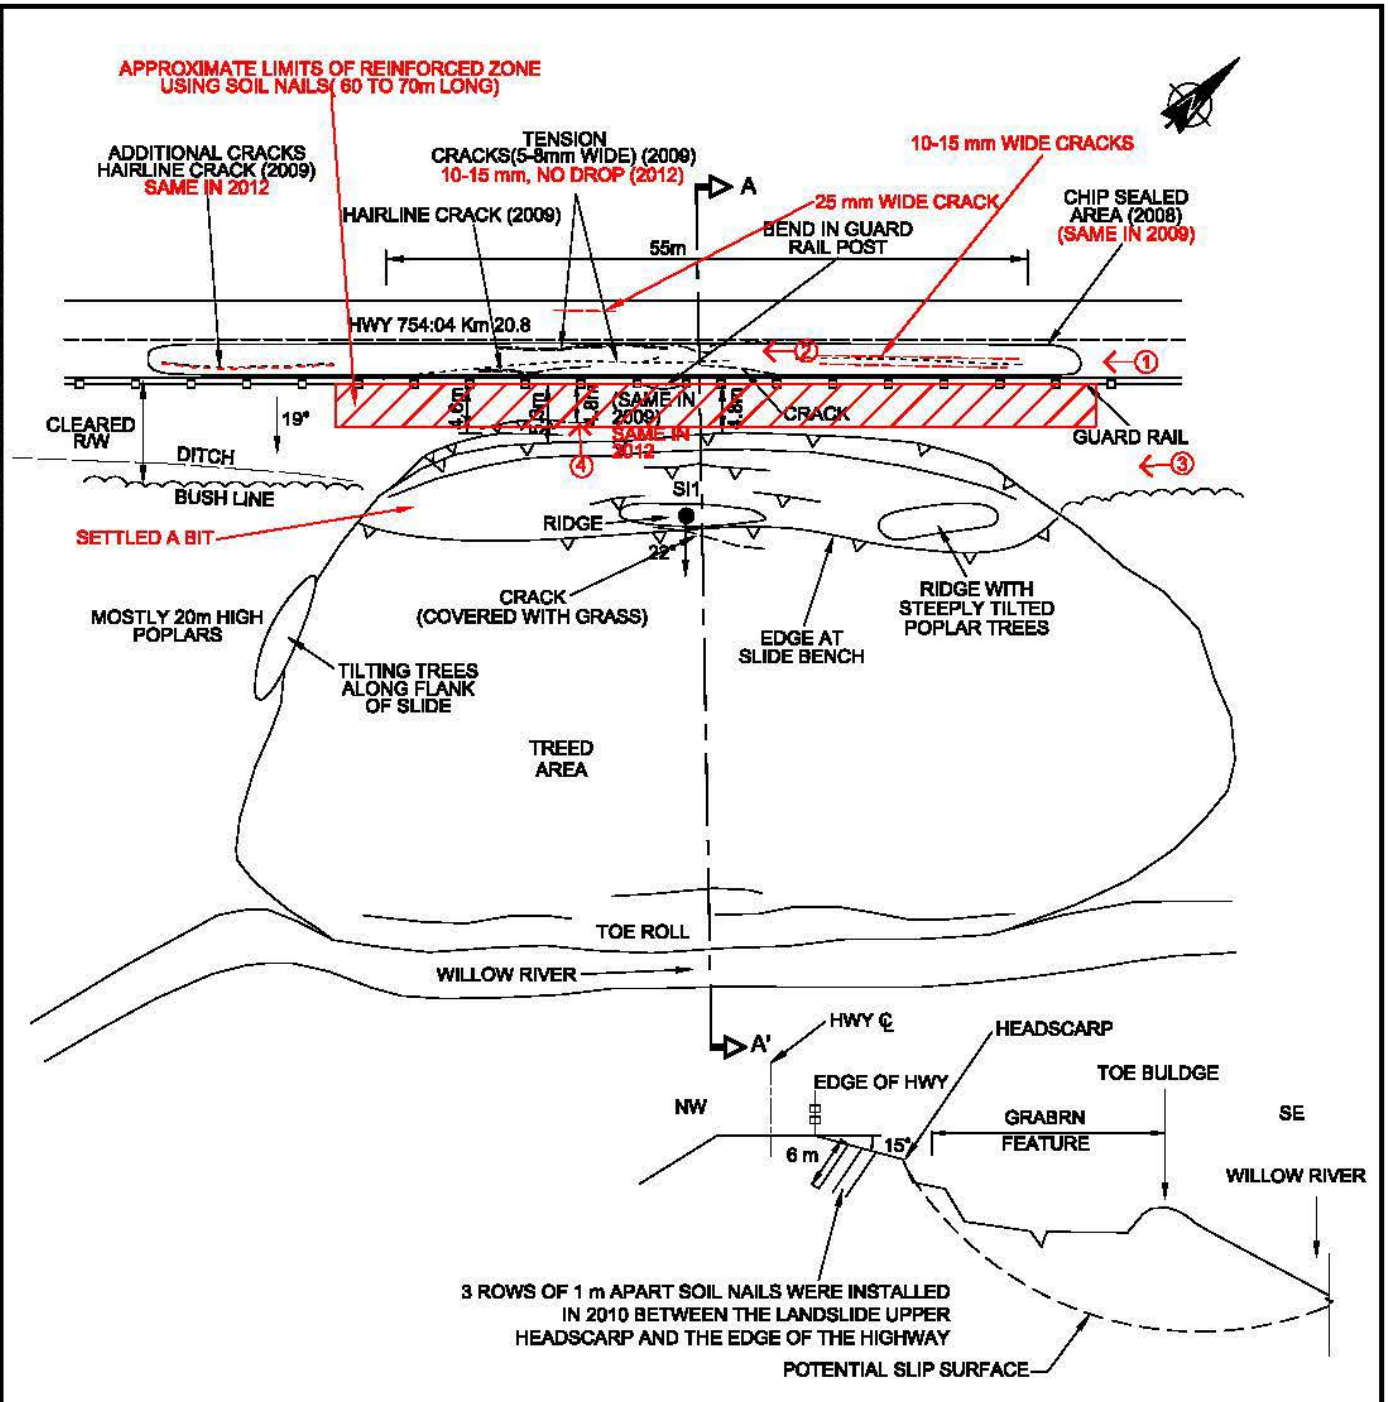 APPROXIMATE LIMITS OF REINFORCED ZONE
USING SOIL NAILS( 60 TO 70m LONG)
ADDITIONAL CRACKS
HAIRLINE CRACK (2009)
SAME IN 2012
TENSION
CRACKS(5-8mm WIDE) (2009)
10-15 mm, NO DROP (2012)
HAIRLINE CRACK (2009)
A
10-15 mm WIDE CRACKS
25 mm WIDE CRACK
BEND IN GUARD
RAIL POST
CHIP SEALED
AREA (2008)
(SAME IN 2009)
55m
HWY 754:04 Km 20.8
2
1
CLEARED
R/W
19°
4.6m
4.8m
(SAME IN
2009)
SAME IN
2012
4.8m
CRACK
GUARD RAIL
DITCH
4
3
BUSH LINE
SI1
SETTLED A BIT
RIDGE
22°
CRACK
(COVERED WITH GRASS)
EDGE AT
SLIDE BENCH
RIDGE WITH
STEEPLY TILTED
POPLAR TREES
MOSTLY 20m HIGH
POPLARS
TILTING TREES
ALONG FLANK
OF SLIDE
TREED
AREA
TOE ROLL
WILLOW RIVER
A'
HWY ℄
HEADSCARP
EDGE OF HWY
TOE BULDGE
NW
GRABRN
FEATURE
SE
6 m
15°
WILLOW RIVER
3 ROWS OF 1 m APART SOIL NAILS WERE INSTALLED
IN 2010 BETWEEN THE LANDSLIDE UPPER
HEADSCARP AND THE EDGE OF THE HIGHWAY
POTENTIAL SLIP SURFACE